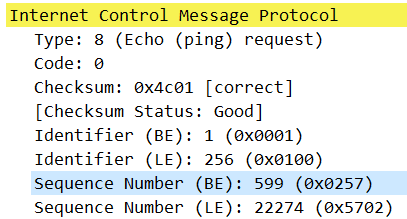 Internet Control Message Protocol
Type: 8 (Echo (ping) request)
Code: 0
Checksum: 0x4c01 [correct]
[Checksum Status: Good]
Identifier (BE): 1 (0x0001)
Identifier (LE): 256 (0x0100)
Sequence Number (BE): 599 (0x0257)
Sequence Number (LE): 22274 (0x5702)